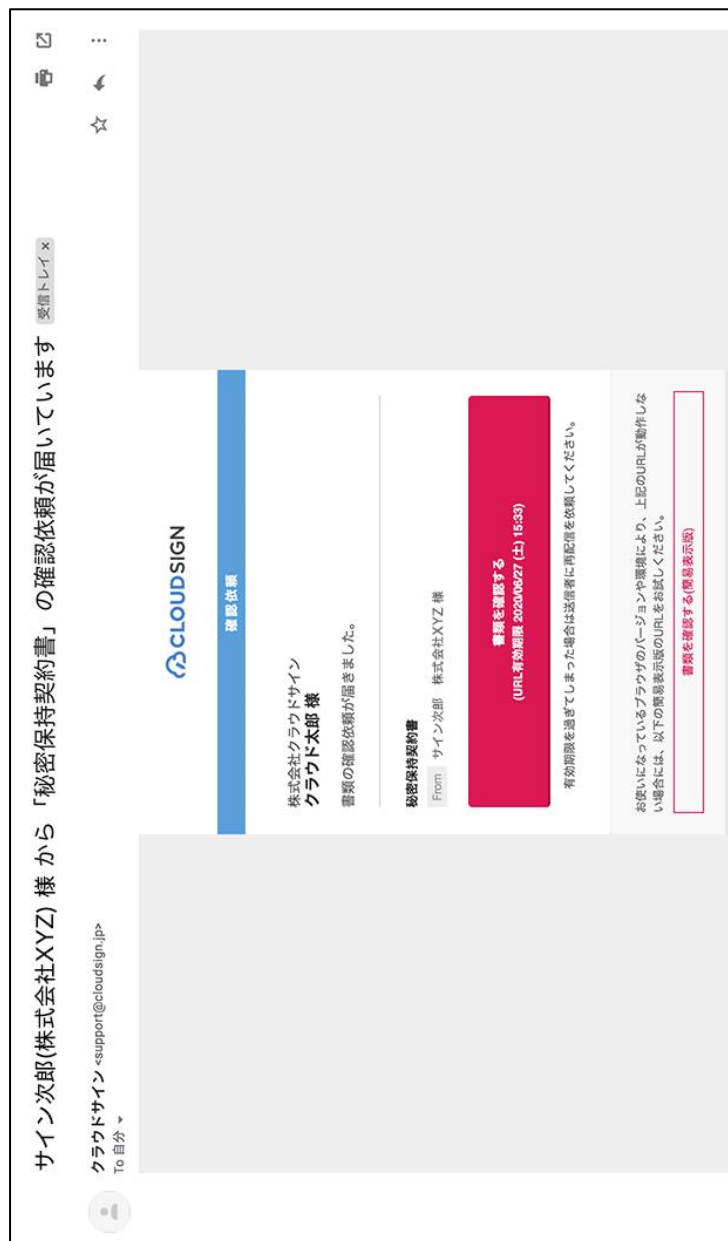 サイン次郎(株式会社XYZ) 様 から 「秘密保持契約書」 の確認依頼が届いています 受信トレイ ×
クラウドサイン <support@cloudsign.jp>
To 自分
CLOUDSIGN
確認依頼
株式会社クラウドサイン
クラウド太郎 様
書類の確認依頼が届きました。
秘密保持契約書
From サイン次郎 株式会社XYZ 様
書類を確認する
(URL有効期限 2020/06/27 (土) 15:33)
有効期限を過ぎてしまった場合は送信者に再配信を依頼してください。
お使いになっているブラウザのバージョンや環境により、上記のURLが動作しな
い場合には、以下の簡易表示版のURLをお試しください。
書類を確認する(簡易表示版)